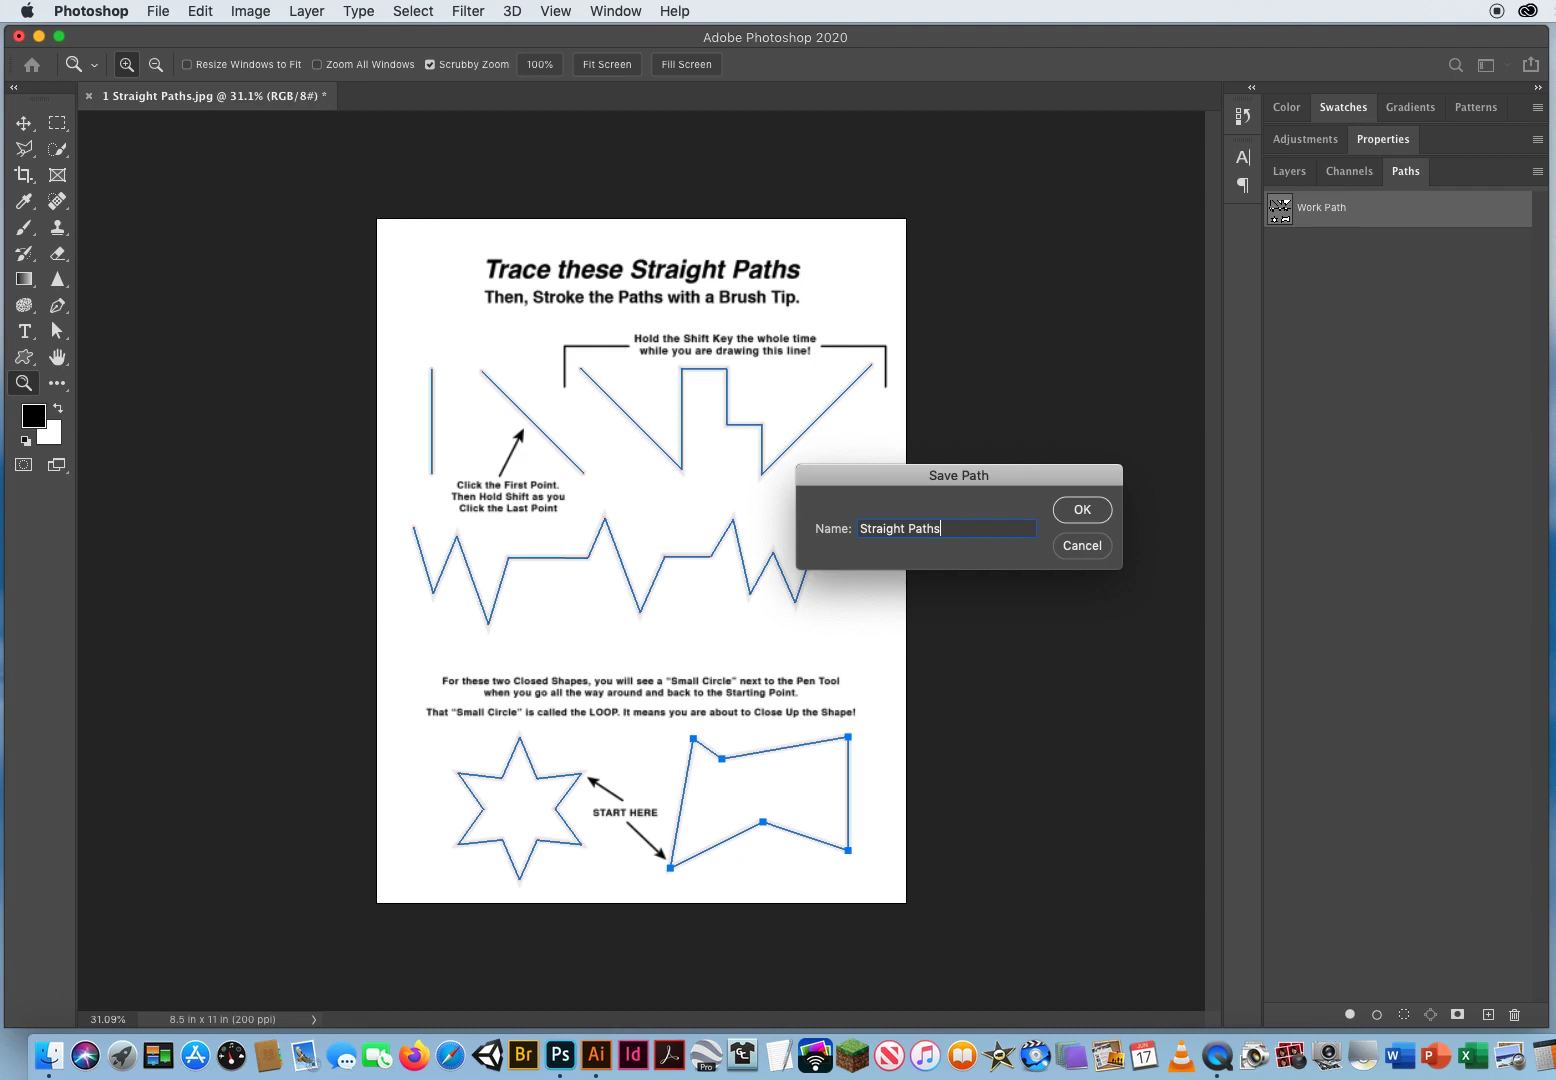 Photoshop File Edit Image Layer Type Select Filter 3D View Window Help
Adobe Photoshop 2020
Resize Windows to Fit Zoom All Windows Scrubby Zoom 100% Fit Screen Fill Screen
1 Straight Paths.jpg @ 31.1% (RGB/8#) *
Color Swatches Gradients Patterns
Adjustments Properties
Layers Channels Paths
Work Path
Trace these Straight Paths
Then, Stroke the Paths with a Brush Tip.
Hold the Shift Key the whole time
while you are drawing this line!
Click the First Point.
Then Hold Shift as you
Click the Last Point
Save Path
Name: Straight Paths
OK
Cancel
For these two Closed Shapes, you will see a "Small Circle" next to the Pen Tool
when you go all the way around and back to the Starting Point.
That "Small Circle" is called the LOOP. It means you are about to Close Up the Shape!
START HERE
31.09% 8.5 in x 11 in (200 ppi)
Br Ps Ai Id Pro JUN 17 W P X